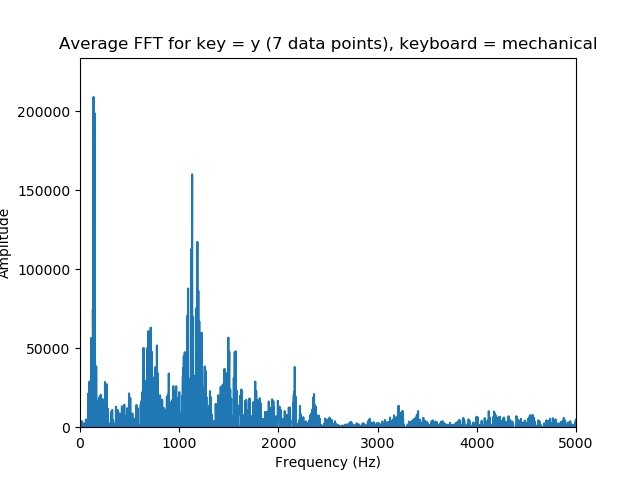 Average FFT for key = y (7 data points), keyboard = mechanical
200000
150000
100000
50000
0
Amplitude
0 1000 2000 3000 4000 5000
Frequency (Hz)